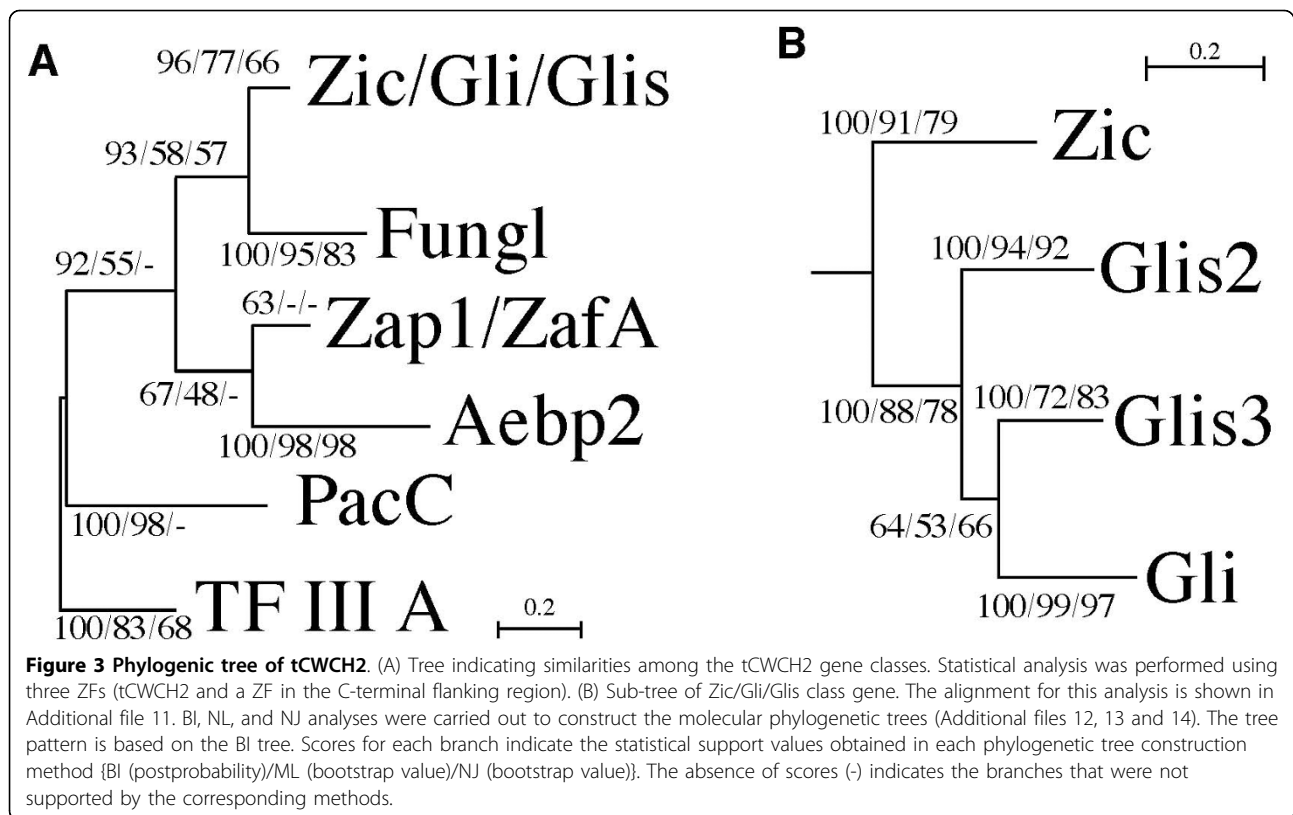 A
96/77/66
Zic/Gli/Glis
93/58/57
Fungl
100/95/83
92/55/-
63/-/-
Zap1/ZafA
67/48/-
Aebp2
100/98/98
PacC
100/98/-
TF III A
100/83/68
0.2
B
0.2
100/91/79
Zic
100/94/92
Glis2
100/88/78
100/72/83
Glis3
64/53/66
Gli
100/99/97
Figure 3 Phylogenic tree of tCWCH2. (A) Tree indicating similarities among the tCWCH2 gene classes. Statistical analysis was performed using
three ZFs (tCWCH2 and a ZF in the C-terminal flanking region). (B) Sub-tree of Zic/Gli/Glis class gene. The alignment for this analysis is shown in
Additional file 11. BI, NL, and NJ analyses were carried out to construct the molecular phylogenetic trees (Additional files 12, 13 and 14). The tree
pattern is based on the BI tree. Scores for each branch indicate the statistical support values obtained in each phylogenetic tree construction
method {BI (postprobability)/ML (bootstrap value)/NJ (bootstrap value)}. The absence of scores (-) indicates the branches that were not
supported by the corresponding methods.